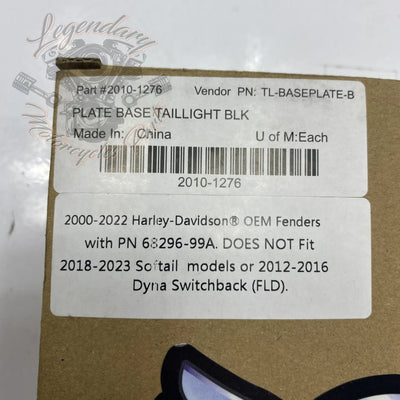 Legendary
Motorcycles
Part #2010-1276 Vendor PN: TL-BASEPLATE-B
PLATE BASE TAILLIGHT BLK
Made In: China U of M:Each
2010-1276
2000-2022 Harley-Davidson® OEM Fenders
with PN 68296-99A. DOES NOT Fit
2018-2023 Softail models or 2012-2016
Dyna Switchback (FLD).